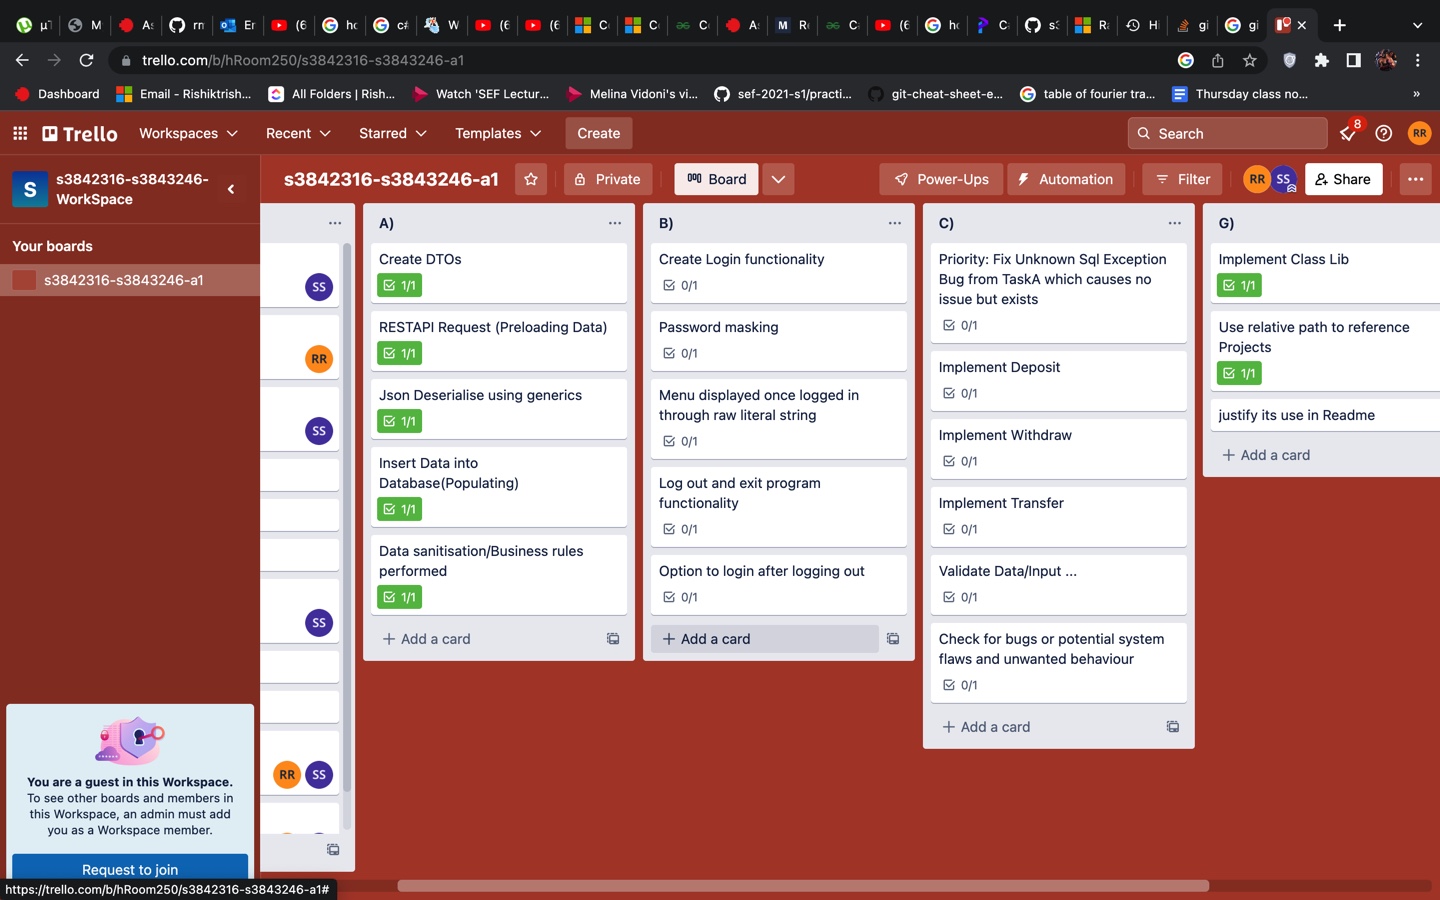 trello.com/b/hRoom250/s3842316-s3843246-a1
Dashboard
Email - Rishiktrish...
All Folders | Rish...
Watch 'SEF Lectur...
Melina Vidoni's vi...
sef-2021-s1/practi...
git-cheat-sheet-e...
table of fourier tra...
Thursday class no...
»
Trello
Workspaces
Recent
Starred
Templates
Create
Search
8
RR
S
s3842316-s3843246-
WorkSpace
s3842316-s3843246-a1
Private
Board
Power-Ups
Automation
Filter
RR
SS
Share
Your boards
s3842316-s3843246-a1
SS
RR
SS
SS
RR
SS
A)
Create DTOs
1/1
RESTAPI Request (Preloading Data)
1/1
Json Deserialise using generics
1/1
Insert Data into
Database(Populating)
1/1
Data sanitisation/Business rules
performed
1/1
+ Add a card
B)
Create Login functionality
0/1
Password masking
0/1
Menu displayed once logged in
through raw literal string
0/1
Log out and exit program
functionality
0/1
Option to login after logging out
0/1
+ Add a card
C)
Priority: Fix Unknown Sql Exception
Bug from TaskA which causes no
issue but exists
0/1
Implement Deposit
0/1
Implement Withdraw
0/1
Implement Transfer
0/1
Validate Data/Input ...
0/1
Check for bugs or potential system
flaws and unwanted behaviour
0/1
+ Add a card
G)
Implement Class Lib
1/1
Use relative path to reference
Projects
1/1
justify its use in Readme
+ Add a card
You are a guest in this Workspace.
To see other boards and members in
this Workspace, an admin must add
you as a Workspace member.
Request to join
https://trello.com/b/hRoom250/s3842316-s3843246-a1#